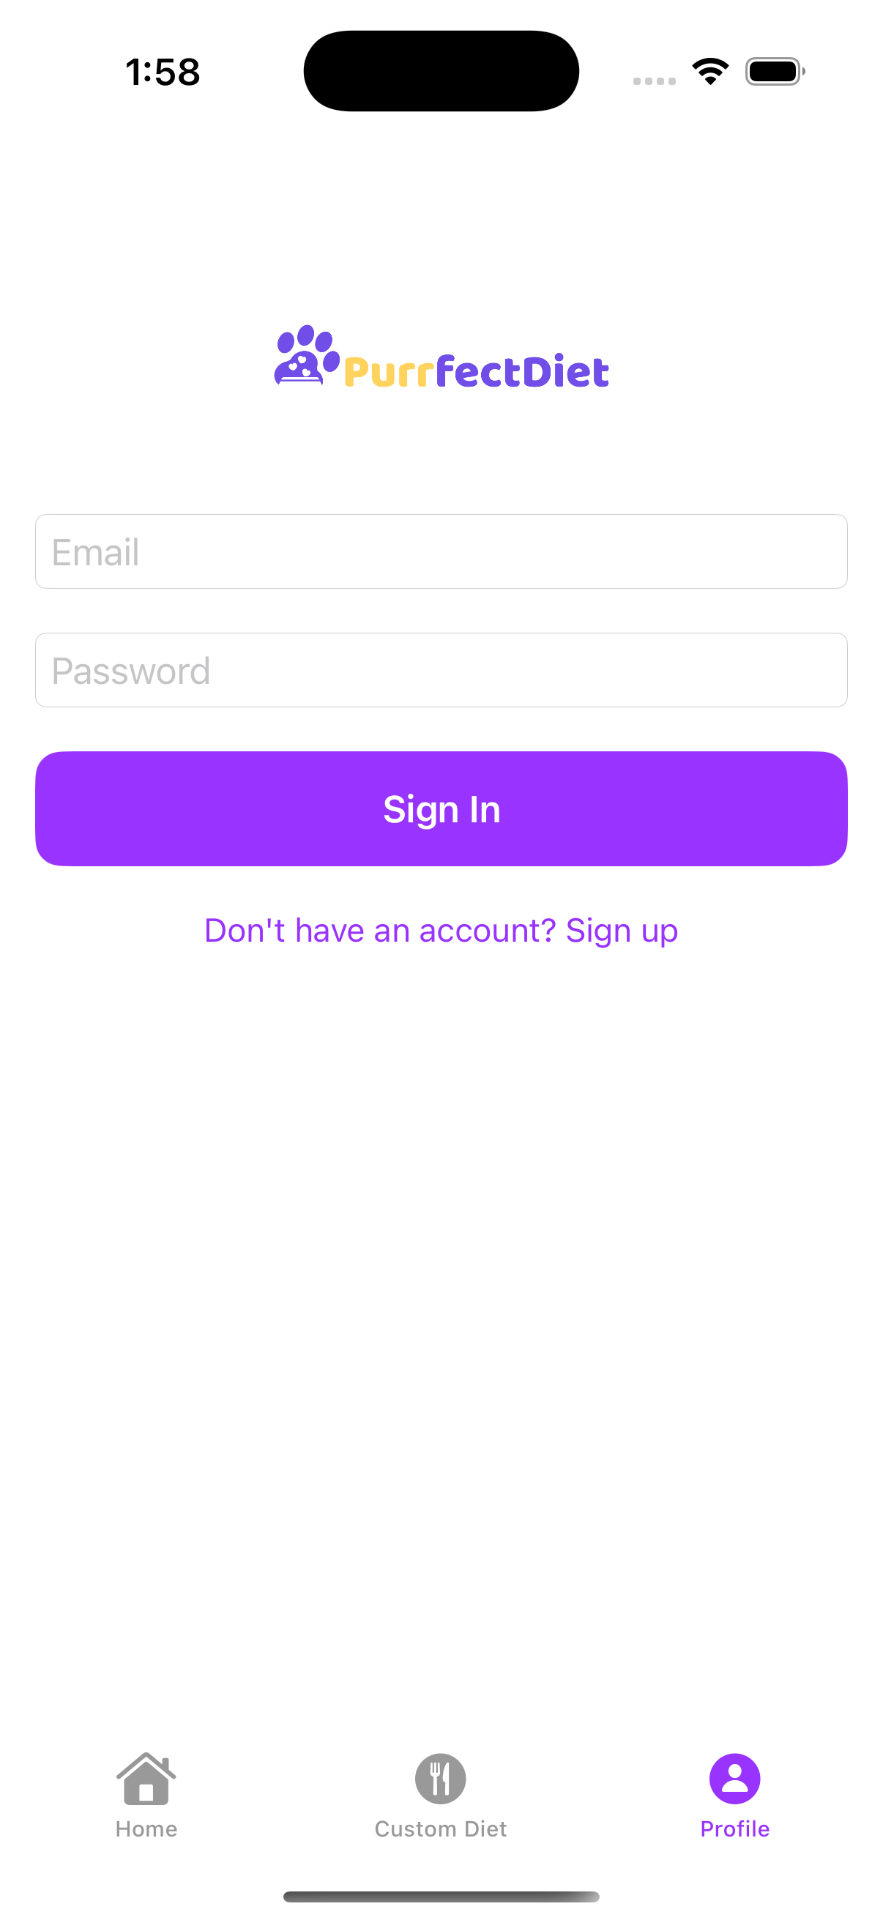 1:58
PurrfectDiet
Email
Password
Sign In
Don't have an account? Sign up
Home
Custom Diet
Profile